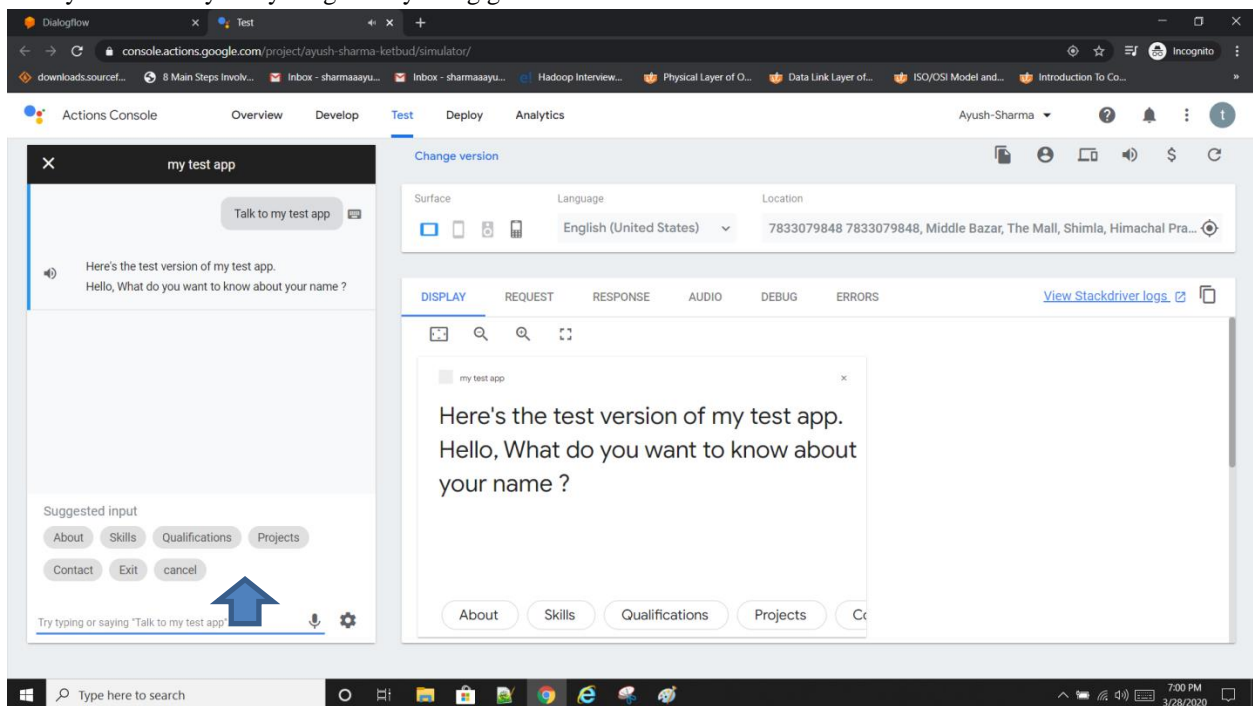 Dialogflow
Test
console.actions.google.com/project/ayush-sharma-ketbud/simulator/
Incognito
downloads.sourcef...
8 Main Steps Involv...
Inbox - sharmaaayu...
Inbox - sharmaaayu...
Hadoop Interview...
Physical Layer of O...
Data Link Layer of...
ISO/OSI Model and...
Introduction To Co...
Actions Console
Overview
Develop
Test
Deploy
Analytics
Ayush-Sharma
t
my test app
Change version
Talk to my test app
Here's the test version of my test app.
Hello, What do you want to know about your name ?
Surface
Language
Location
English (United States)
7833079848 7833079848, Middle Bazar, The Mall, Shimla, Himachal Pra...
DISPLAY
REQUEST
RESPONSE
AUDIO
DEBUG
ERRORS
View Stackdriver logs
my test app
Here's the test version of my test app.
Hello, What do you want to know about
your name ?
Suggested input
About
Skills
Qualifications
Projects
Contact
Exit
cancel
Try typing or saying "Talk to my test app"
About
Skills
Qualifications
Projects
Type here to search
7:00 PM
3/28/2020